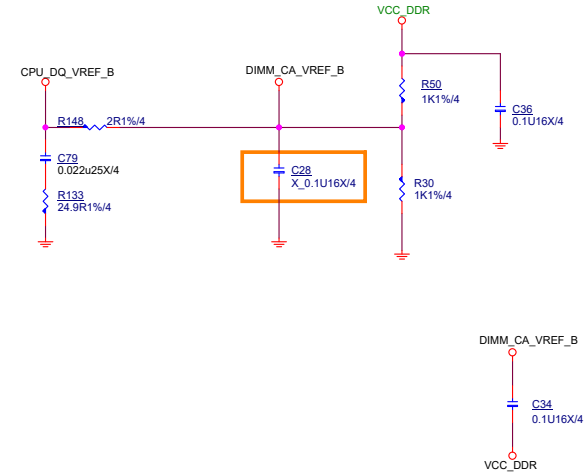 VCC_DDR
CPU_DQ_VREF_B
DIMM_CA_VREF_B
R50
1K1%/4
C36
0.1U16X/4
R148
2R1%/4
C79
0.022u25X/4
C28
X_0.1U16X/4
R30
1K1%/4
R133
24.9R1%/4
DIMM_CA_VREF_B
C34
0.1U16X/4
VCC_DDR